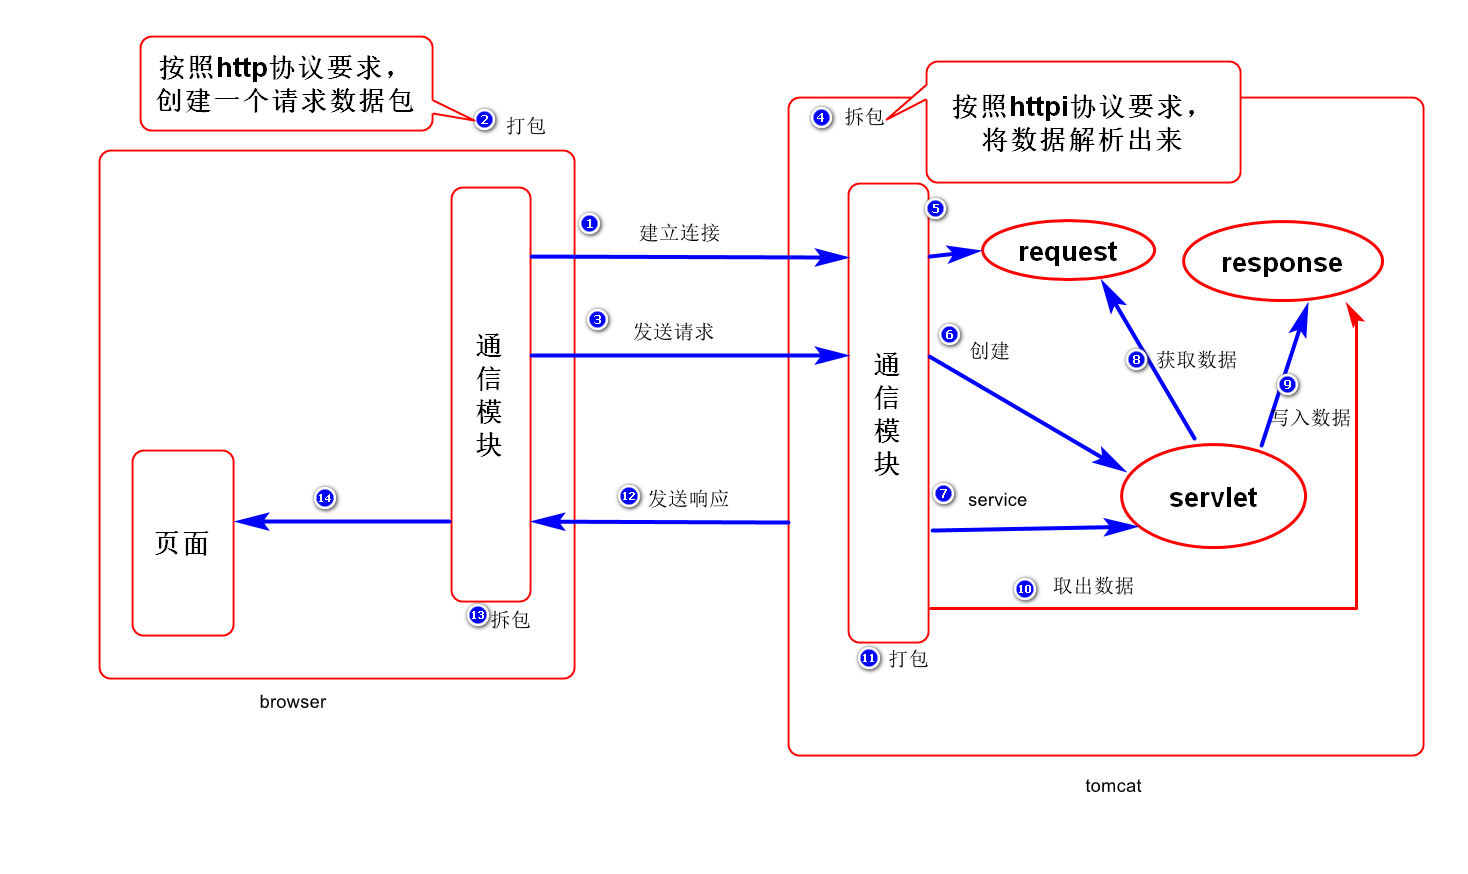 按照http协议要求，
创建一个请求数据包
2 打包
4 拆包
按照httpi协议要求，
将数据解析出来
1 建立连接
5
request
response
3 发送请求
6 创建
8 获取数据
9
写入数据
通信模块
通信模块
14
12 发送响应
7 service
servlet
页面
10 取出数据
13 拆包
11 打包
browser
tomcat